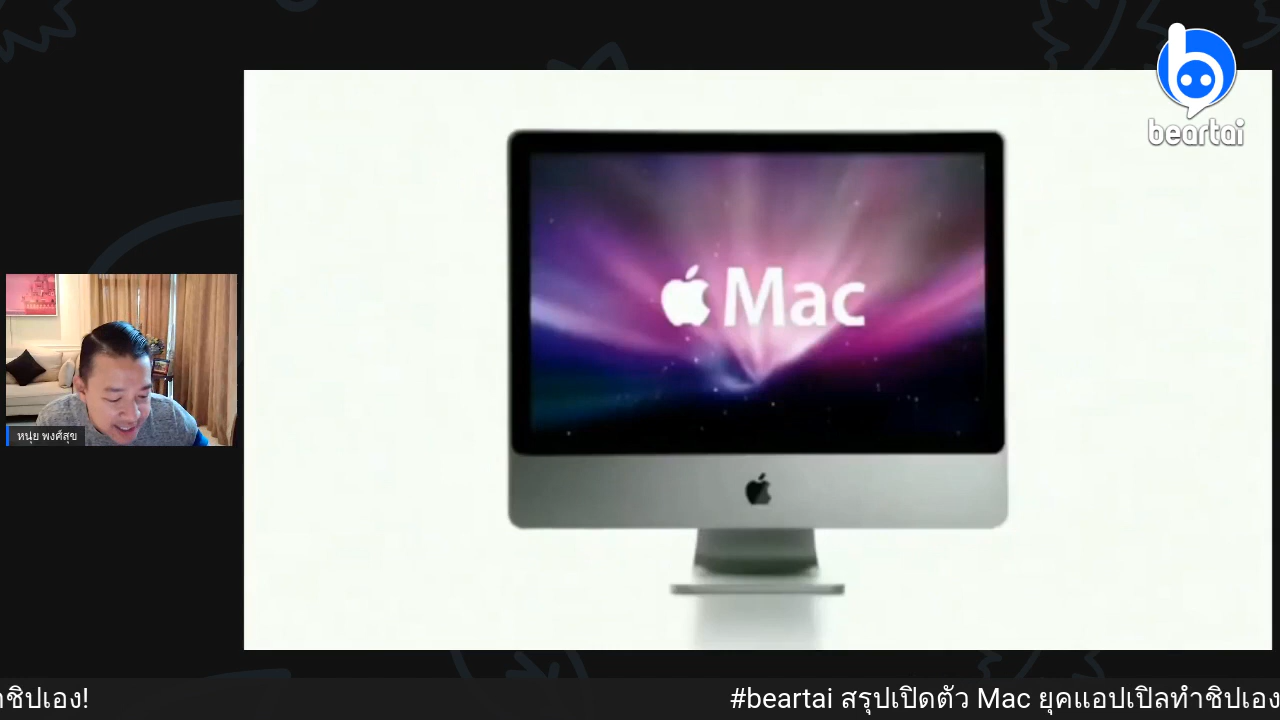 beartai
Mac
หนุ่ย พงศ์สุข
ชิปเอง!
#beartai สรุปเปิดตัว Mac ยุคแอปเปิลทำชิปเอง